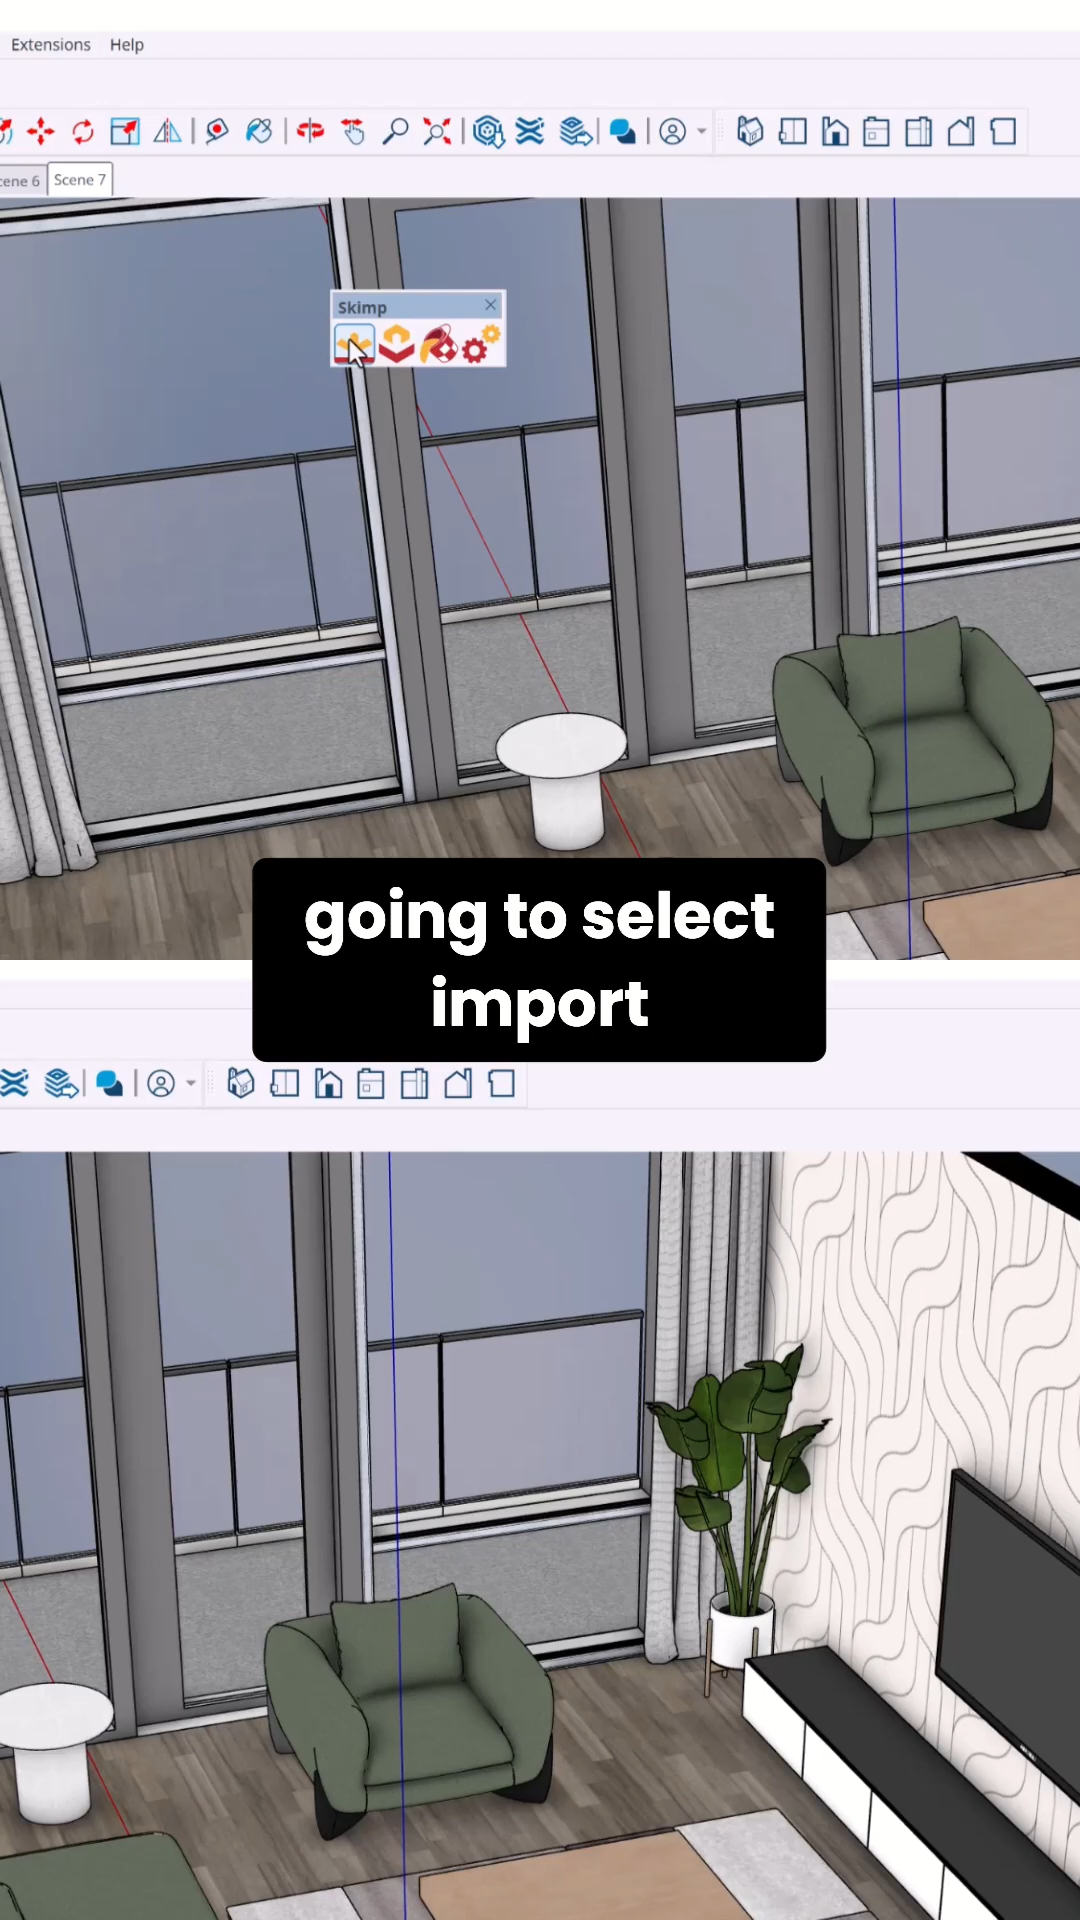 Extensions Help
cene 6 Scene 7
Skimp
going to select
import